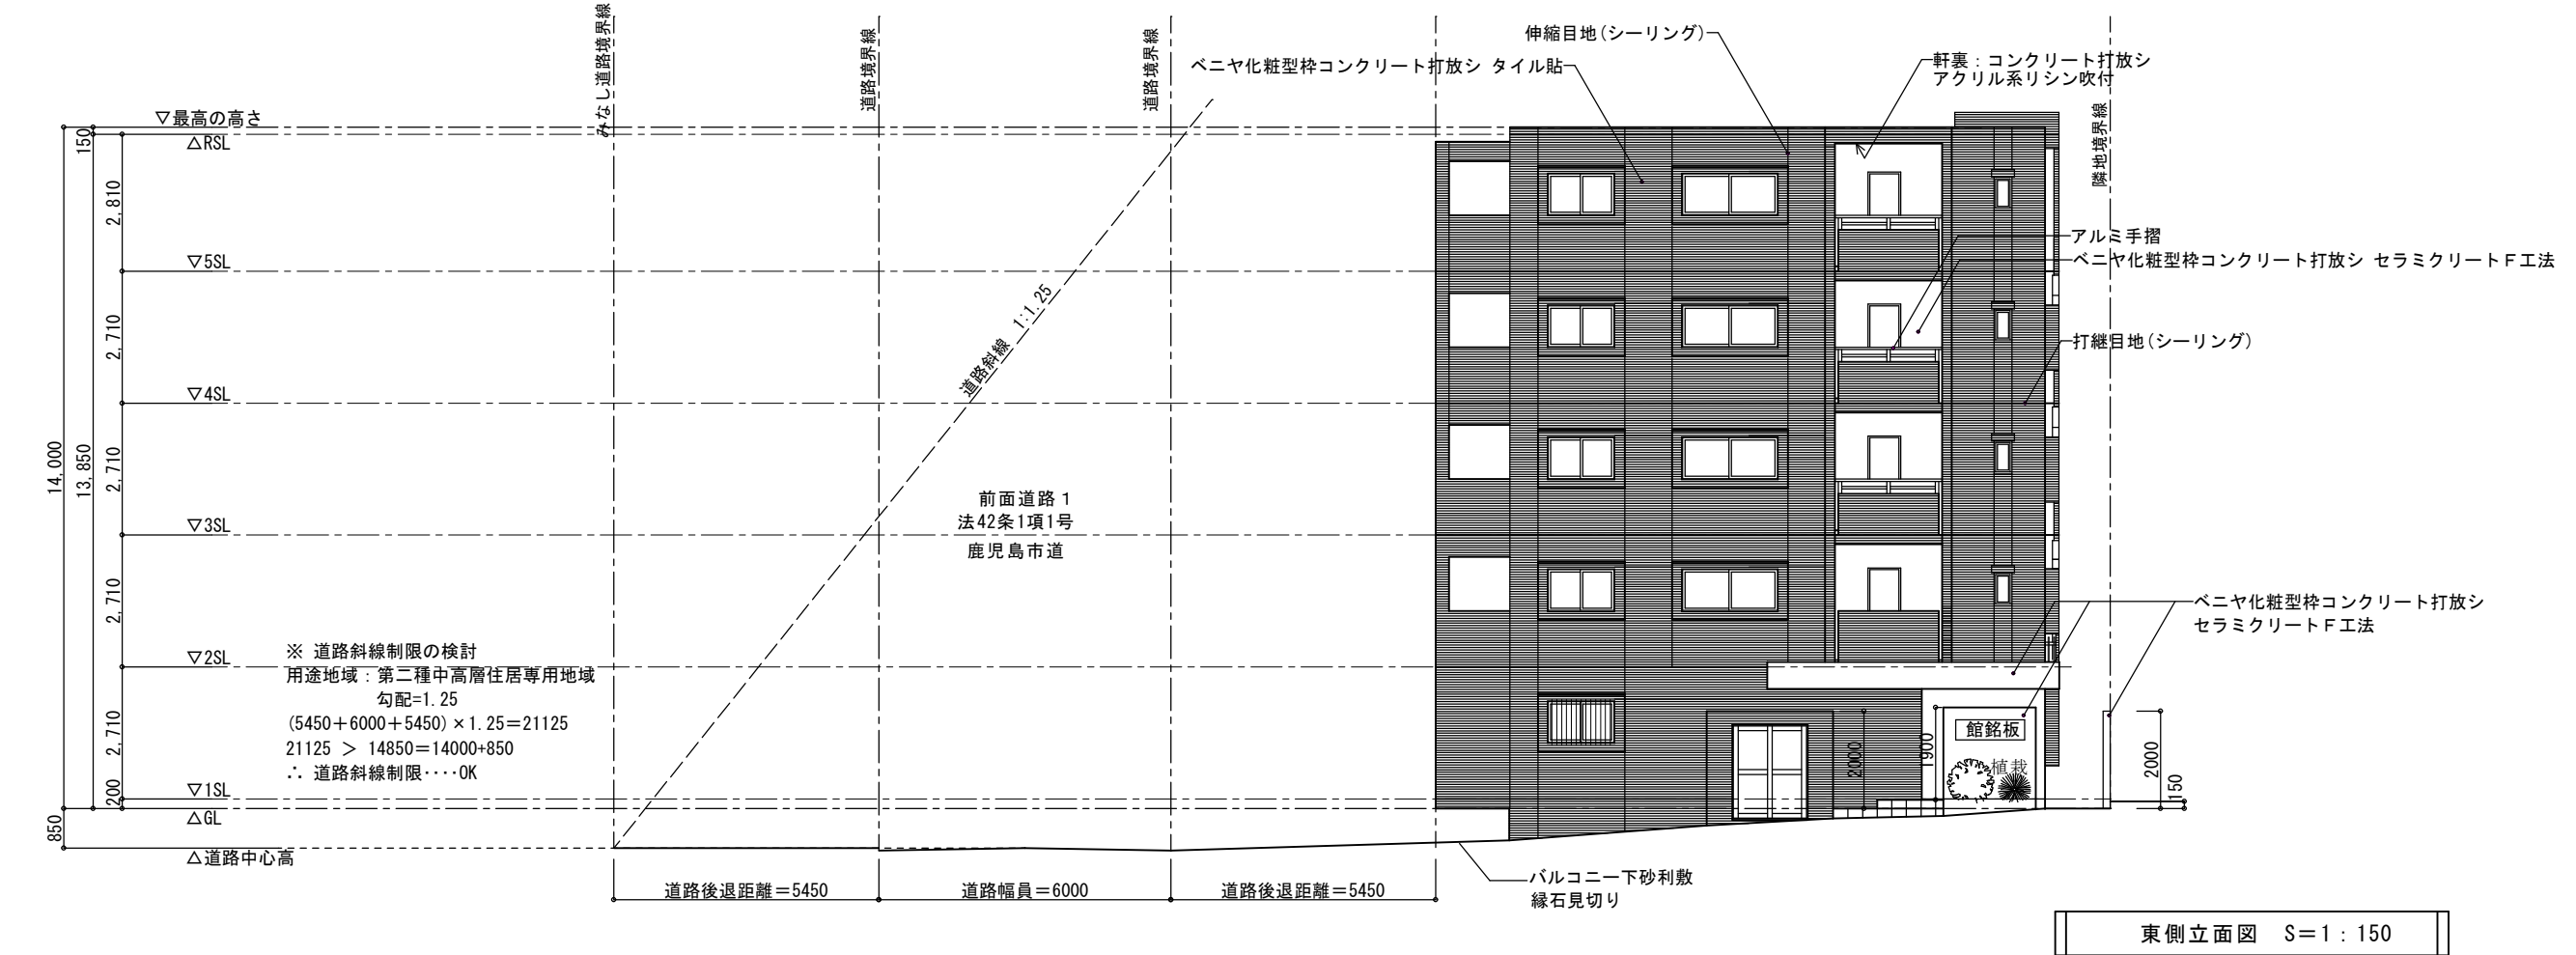 みなし道路境界線
道路境界線
道路境界線
伸縮目地(シーリング)
ベニヤ化粧型枠コンクリート打放シ タイル貼
軒裏：コンクリート打放シ
アクリル系リシン吹付
隣地境界線
▽最高の高さ
150
△RSL
2,810
▽5SL
アルミ手摺
ベニヤ化粧型枠コンクリート打放シ セラミクリートF工法
道路斜線 1:1.25
2,710
打継目地(シーリング)
▽4SL
14,000
13,850
2,710
前面道路1
法42条1項1号
鹿児島市道
▽3SL
2,710
ベニヤ化粧型枠コンクリート打放シ
セラミクリートF工法
※ 道路斜線制限の検討
▽2SL
用途地域：第二種中高層住居専用地域
勾配=1.25
(5450＋6000＋5450)×1.25＝21125
21125 ＞ 14850＝14000+850
∴ 道路斜線制限････OK
2,710
館銘板
植栽
2000
1900
2000
150
200
▽1SL
△GL
850
△道路中心高
道路後退距離＝5450
道路幅員＝6000
道路後退距離＝5450
バルコニー下砂利敷
縁石見切り
東側立面図 S＝1：150